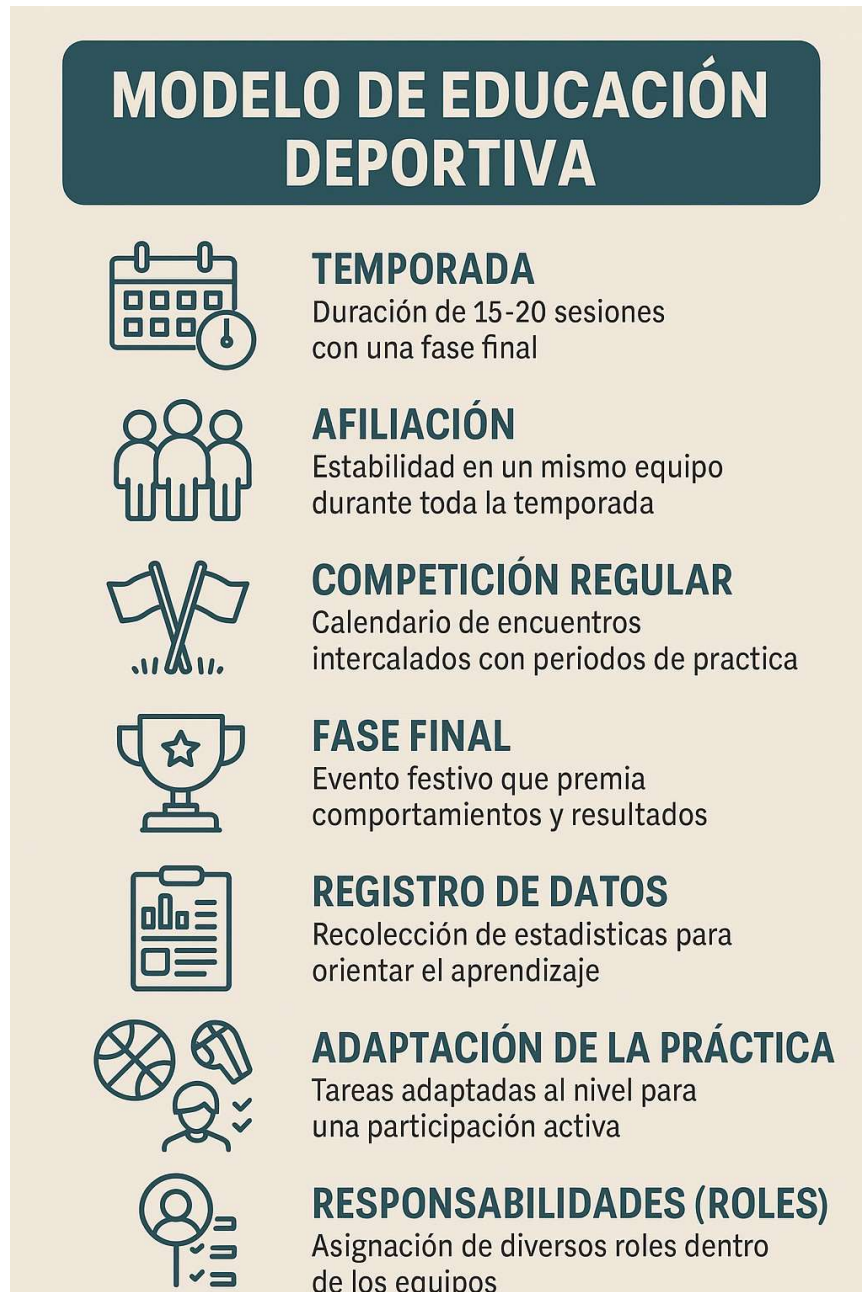 MODELO DE EDUCACIÓN
DEPORTIVA
TEMPORADA
Duración de 15-20 sesiones
con una fase final
AFILIACIÓN
Estabilidad en un mismo equipo
durante toda la temporada
COMPETICIÓN REGULAR
Calendario de encuentros
intercalados con periodos de practica
FASE FINAL
Evento festivo que premia
comportamientos y resultados
REGISTRO DE DATOS
Recolección de estadisticas para
orientar el aprendizaje
ADAPTACIÓN DE LA PRÁCTICA
Tareas adaptadas al nivel para
una participación activa
RESPONSABILIDADES (ROLES)
Asignación de diversos roles dentro
de los equipos